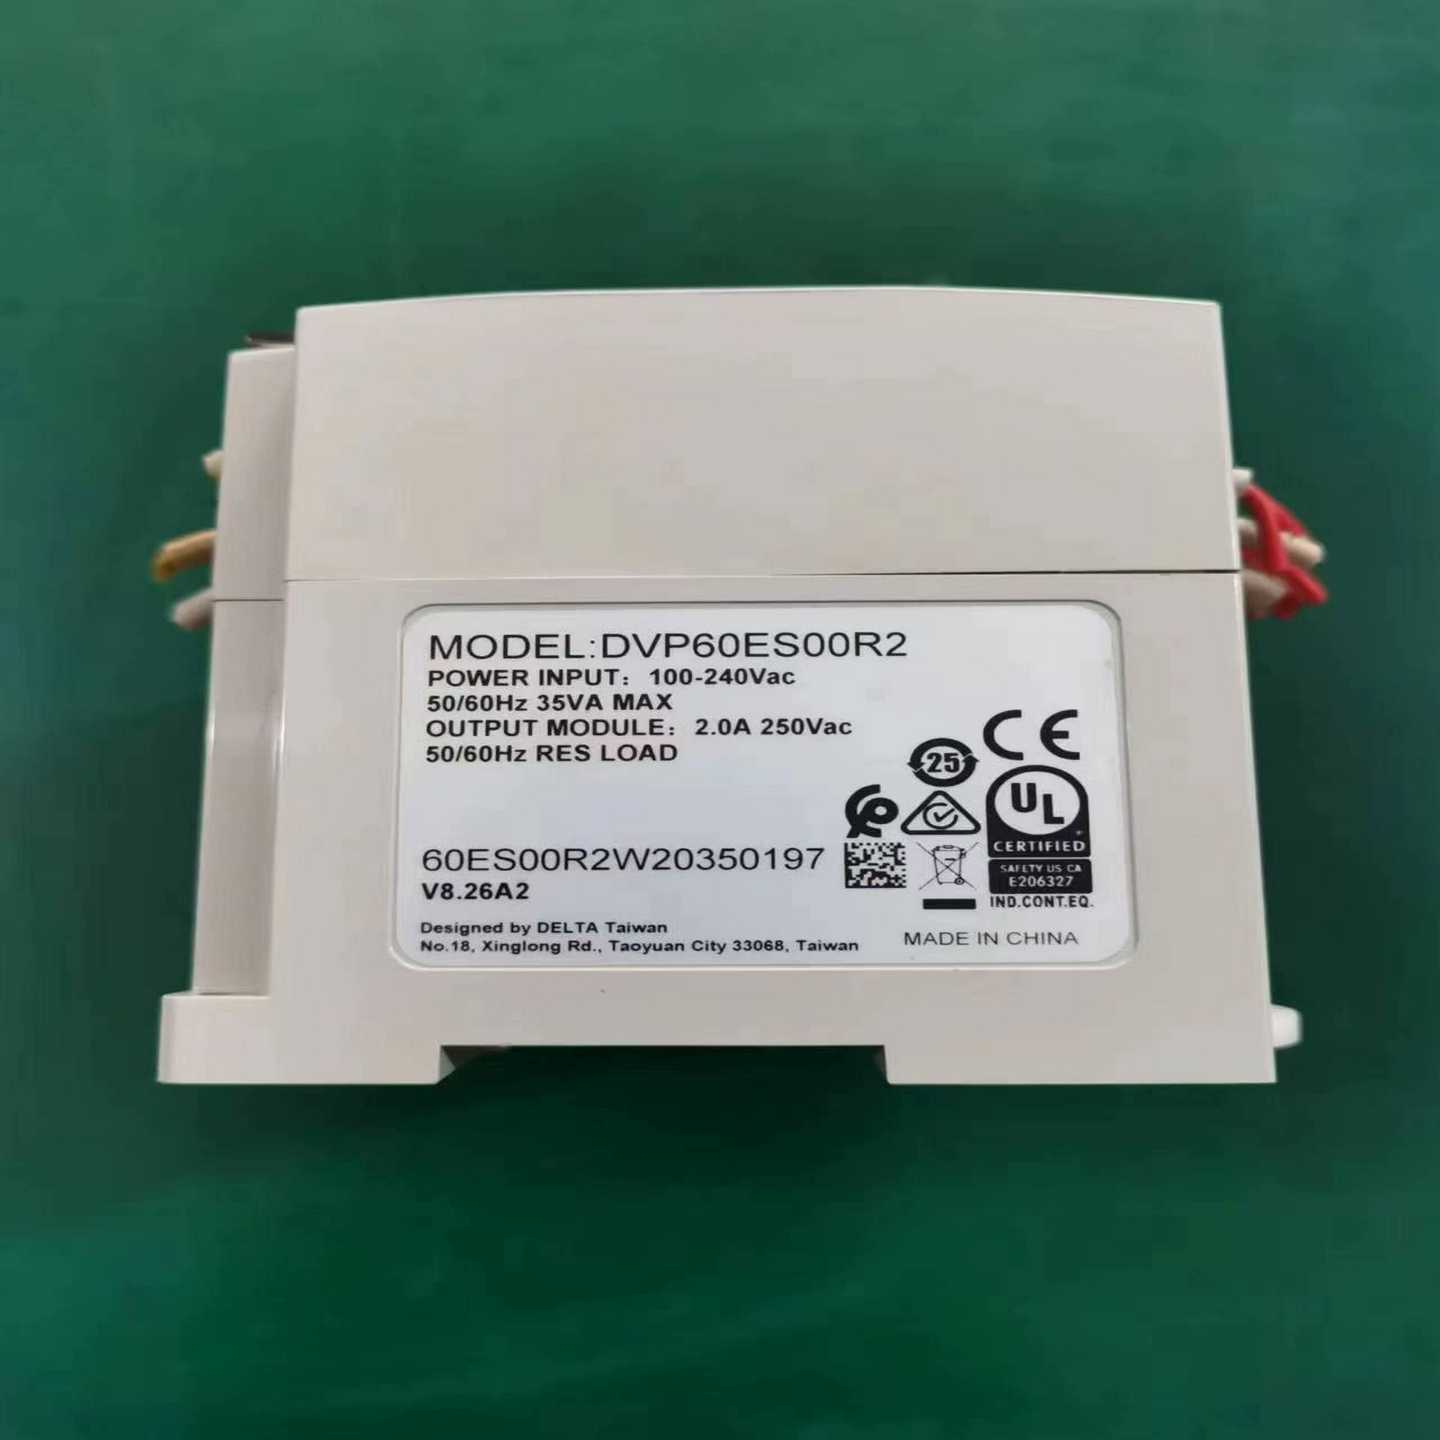 MODEL:DVP60ES00R2
POWER INPUT: 100-240Vac
50/60Hz 35VA MAX
OUTPUT MODULE: 2.0A 250Vac
50/60Hz RES LOAD
CE
25
UL
CERTIFIED
SAFETY US CA
E206327
IND.CONT.EQ.
60ES00R2W20350197
V8.26A2
Designed by DELTA Taiwan
No.18, Xinglong Rd., Taoyuan City 33068, Taiwan
MADE IN CHINA